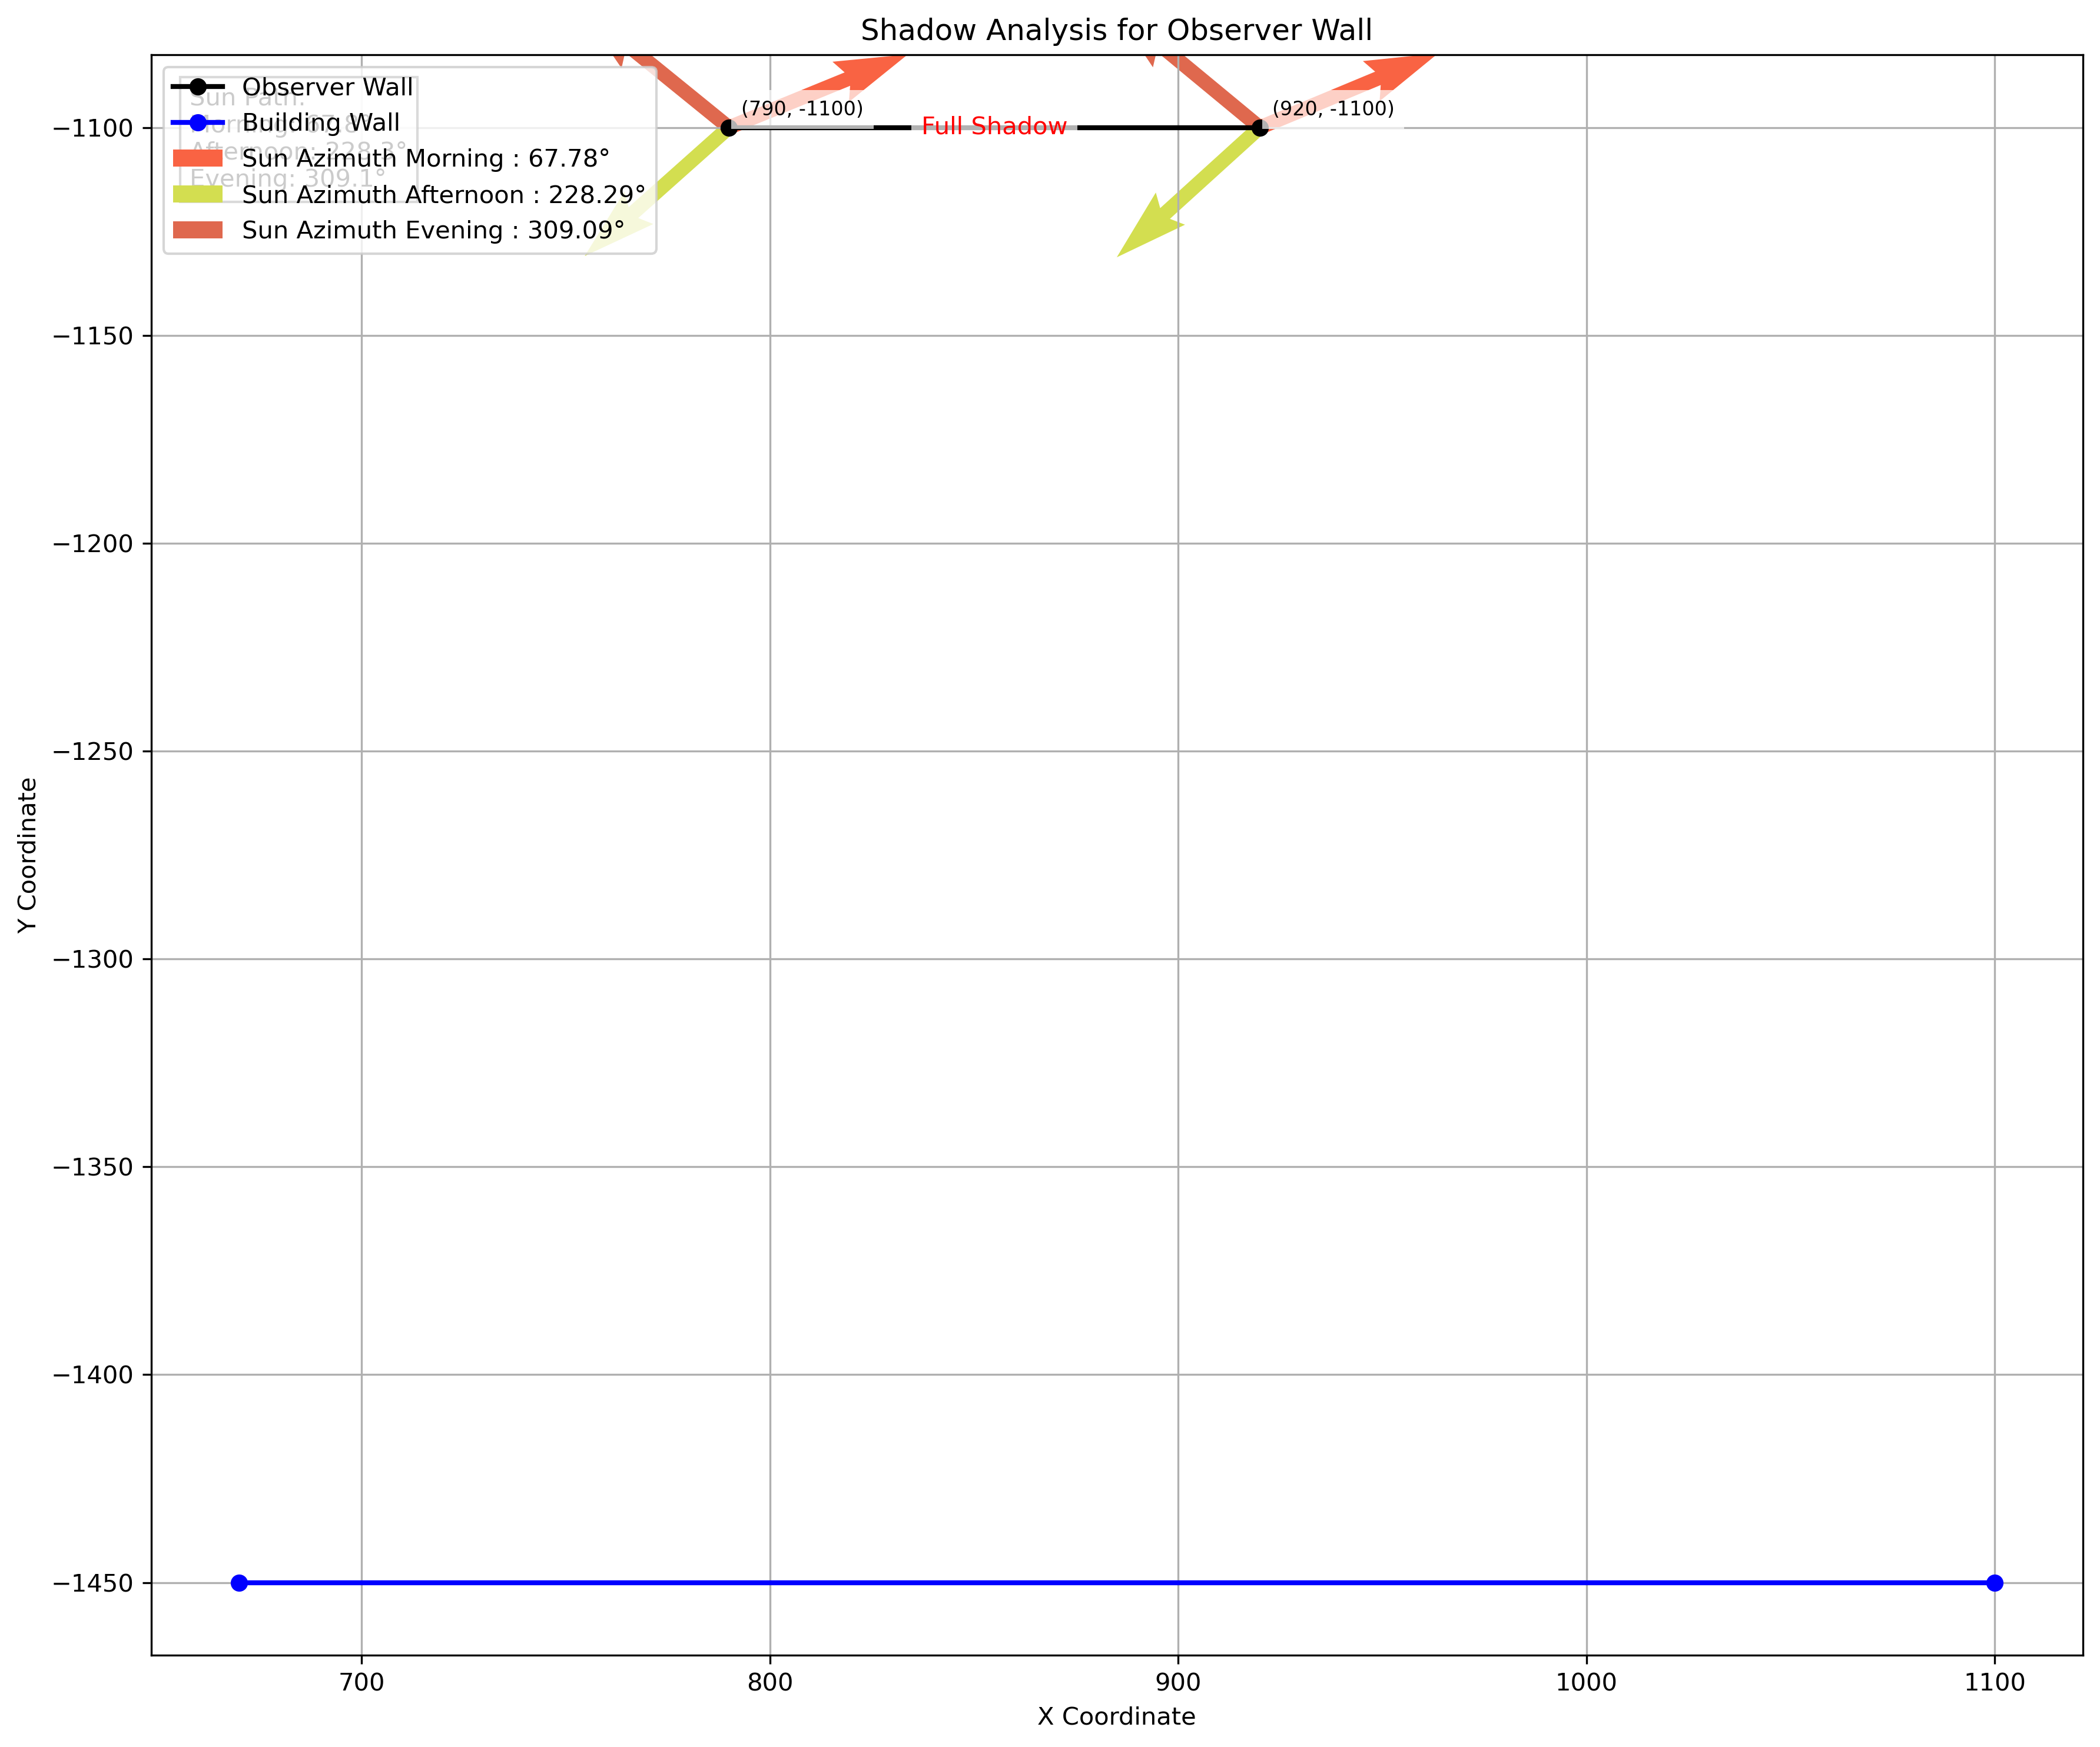 Shadow Analysis for Observer Wall
Observer Wall
Building Wall
Sun Azimuth Morning : 67.78°
Sun Azimuth Afternoon : 228.29°
Sun Azimuth Evening : 309.09°
Sun Path:
Morning: 67.8°
Afternoon: 228.3°
Evening: 309.1°
(790, -1100)
Full Shadow
(920, -1100)
−1100
−1150
−1200
−1250
−1300
−1350
−1400
−1450
Y Coordinate
700
800
900
1000
1100
X Coordinate